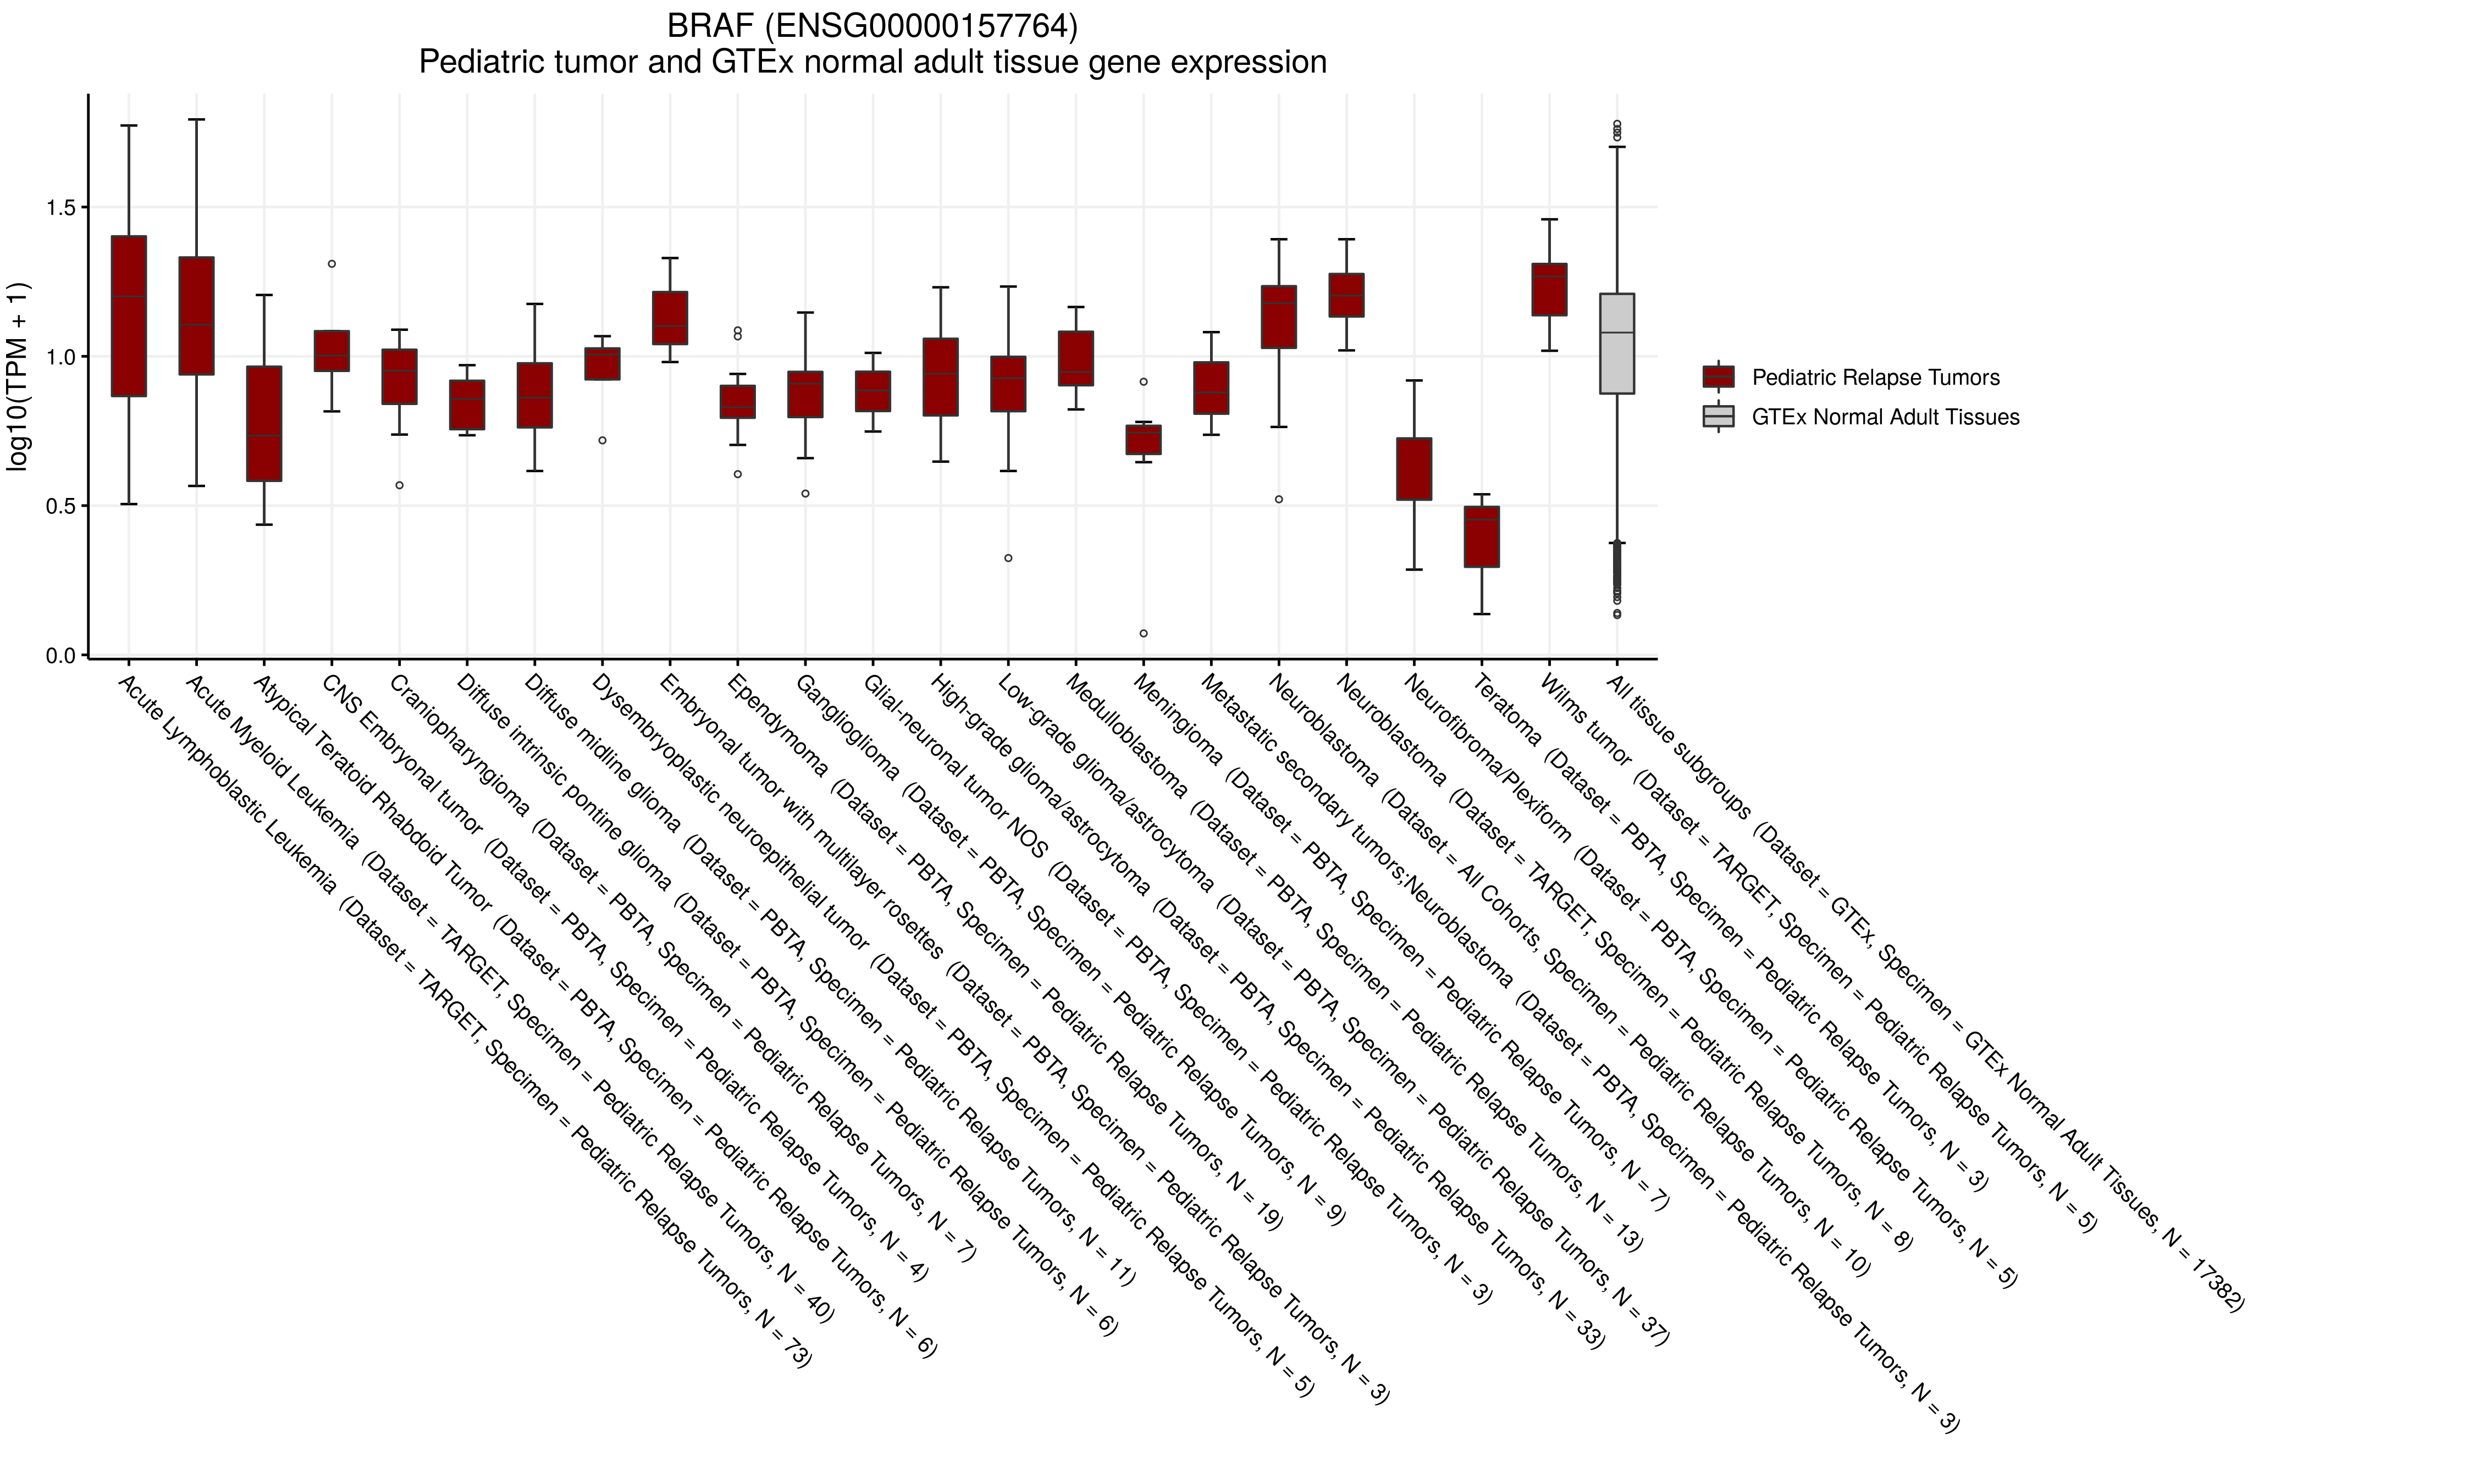 BRAF (ENSG00000157764)
Pediatric tumor and GTEx normal adult tissue gene expression
log10(TPM + 1)
1.5
1.0
0.5
0.0
Acute Lymphoblastic Leukemia (Dataset = TARGET, Specimen = Pediatric Relapse Tumors, N = 73)
Acute Myeloid Leukemia (Dataset = TARGET, Specimen = Pediatric Relapse Tumors, N = 40)
Atypical Teratoid Rhabdoid Tumor (Dataset = PBTA, Specimen = Pediatric Relapse Tumors, N = 6)
CNS Embryonal tumor (Dataset = PBTA, Specimen = Pediatric Relapse Tumors, N = 4)
Craniopharyngioma (Dataset = PBTA, Specimen = Pediatric Relapse Tumors, N = 7)
Diffuse intrinsic pontine glioma (Dataset = PBTA, Specimen = Pediatric Relapse Tumors, N = 6)
Diffuse midline glioma (Dataset = PBTA, Specimen = Pediatric Relapse Tumors, N = 11)
Dysembryoplastic neuroepithelial tumor (Dataset = PBTA, Specimen = Pediatric Relapse Tumors, N = 5)
Embryonal tumor with multilayer rosettes (Dataset = PBTA, Specimen = Pediatric Relapse Tumors, N = 3)
Ependymoma (Dataset = PBTA, Specimen = Pediatric Relapse Tumors, N = 19)
Ganglioglioma (Dataset = PBTA, Specimen = Pediatric Relapse Tumors, N = 9)
Glial-neuronal tumor NOS (Dataset = PBTA, Specimen = Pediatric Relapse Tumors, N = 3)
High-grade glioma/astrocytoma (Dataset = PBTA, Specimen = Pediatric Relapse Tumors, N = 33)
Low-grade glioma/astrocytoma (Dataset = PBTA, Specimen = Pediatric Relapse Tumors, N = 37)
Medulloblastoma (Dataset = PBTA, Specimen = Pediatric Relapse Tumors, N = 13)
Meningioma (Dataset = PBTA, Specimen = Pediatric Relapse Tumors, N = 7)
Metastatic secondary tumors;Neuroblastoma (Dataset = PBTA, Specimen = Pediatric Relapse Tumors, N = 3)
Neuroblastoma (Dataset = All Cohorts, Specimen = Pediatric Relapse Tumors, N = 10)
Neuroblastoma (Dataset = TARGET, Specimen = Pediatric Relapse Tumors, N = 8)
Neurofibroma/Plexiform (Dataset = PBTA, Specimen = Pediatric Relapse Tumors, N = 5)
Teratoma (Dataset = PBTA, Specimen = Pediatric Relapse Tumors, N = 3)
Wilms tumor (Dataset = TARGET, Specimen = Pediatric Relapse Tumors, N = 5)
All tissue subgroups (Dataset = GTEx, Specimen = GTEx Normal Adult Tissues, N = 17382)
Pediatric Relapse Tumors
GTEx Normal Adult Tissues